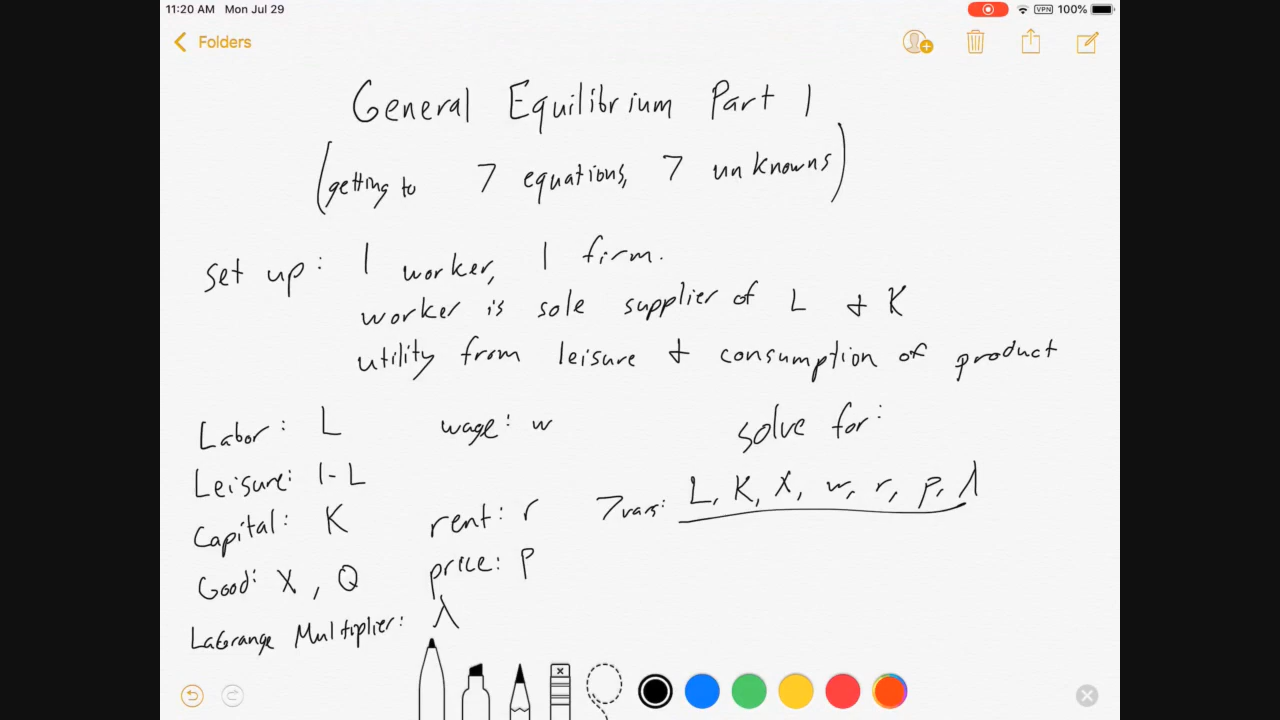 11:20 AM Mon Jul 29
VPN 100%
Folders
General Equilibrium Part 1
(getting to 7 equations, 7 unknowns)
set up: 1 worker, 1 firm.
worker is sole supplier of L + K
utility from leisure + consumption of product
Labor: L wage: w
Leisure: 1-L
Capital: K rent: r
Good: X, Q price: p
LaGrange Multiplier: λ
solve for:
7 vars: L, K, X, w, r, p, λ